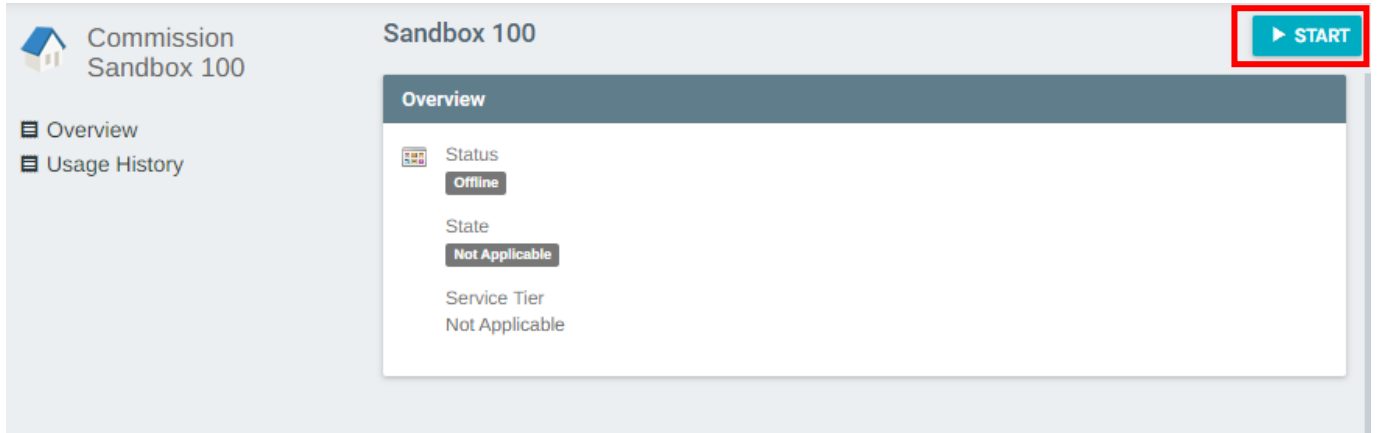 Commission
Sandbox 100
Overview
Usage History
Sandbox 100
START
Overview
Status
Offline
State
Not Applicable
Service Tier
Not Applicable